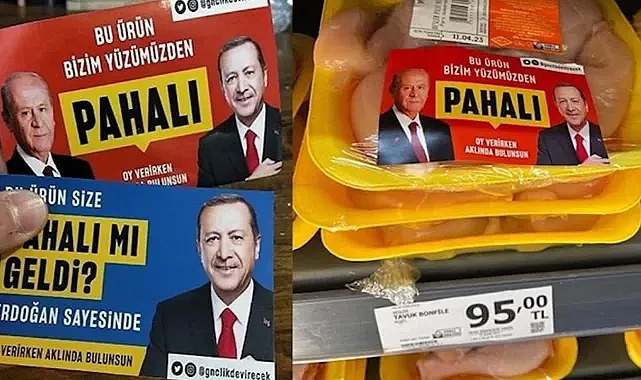 @gnclikdevirecek
BU ÜRÜN
BİZİM YÜZÜMÜZDEN
PAHALI
OY VERİRKEN
AKLINDA BULUNSUN
BU ÜRÜN SİZE
PAHALI MI
GELDİ?
ERDOĞAN SAYESİNDE
VERİRKEN AKLINDA BULUNSUN
@gnclikdevirecek
11.04.23
@gnclikdevirecek
BU ÜRÜN
BİZİM YÜZÜMÜZDEN
PAHALI
OY VERİRKEN
AKLINDA BULUNSUN
TAVUK BONFİLE
95,00
TL